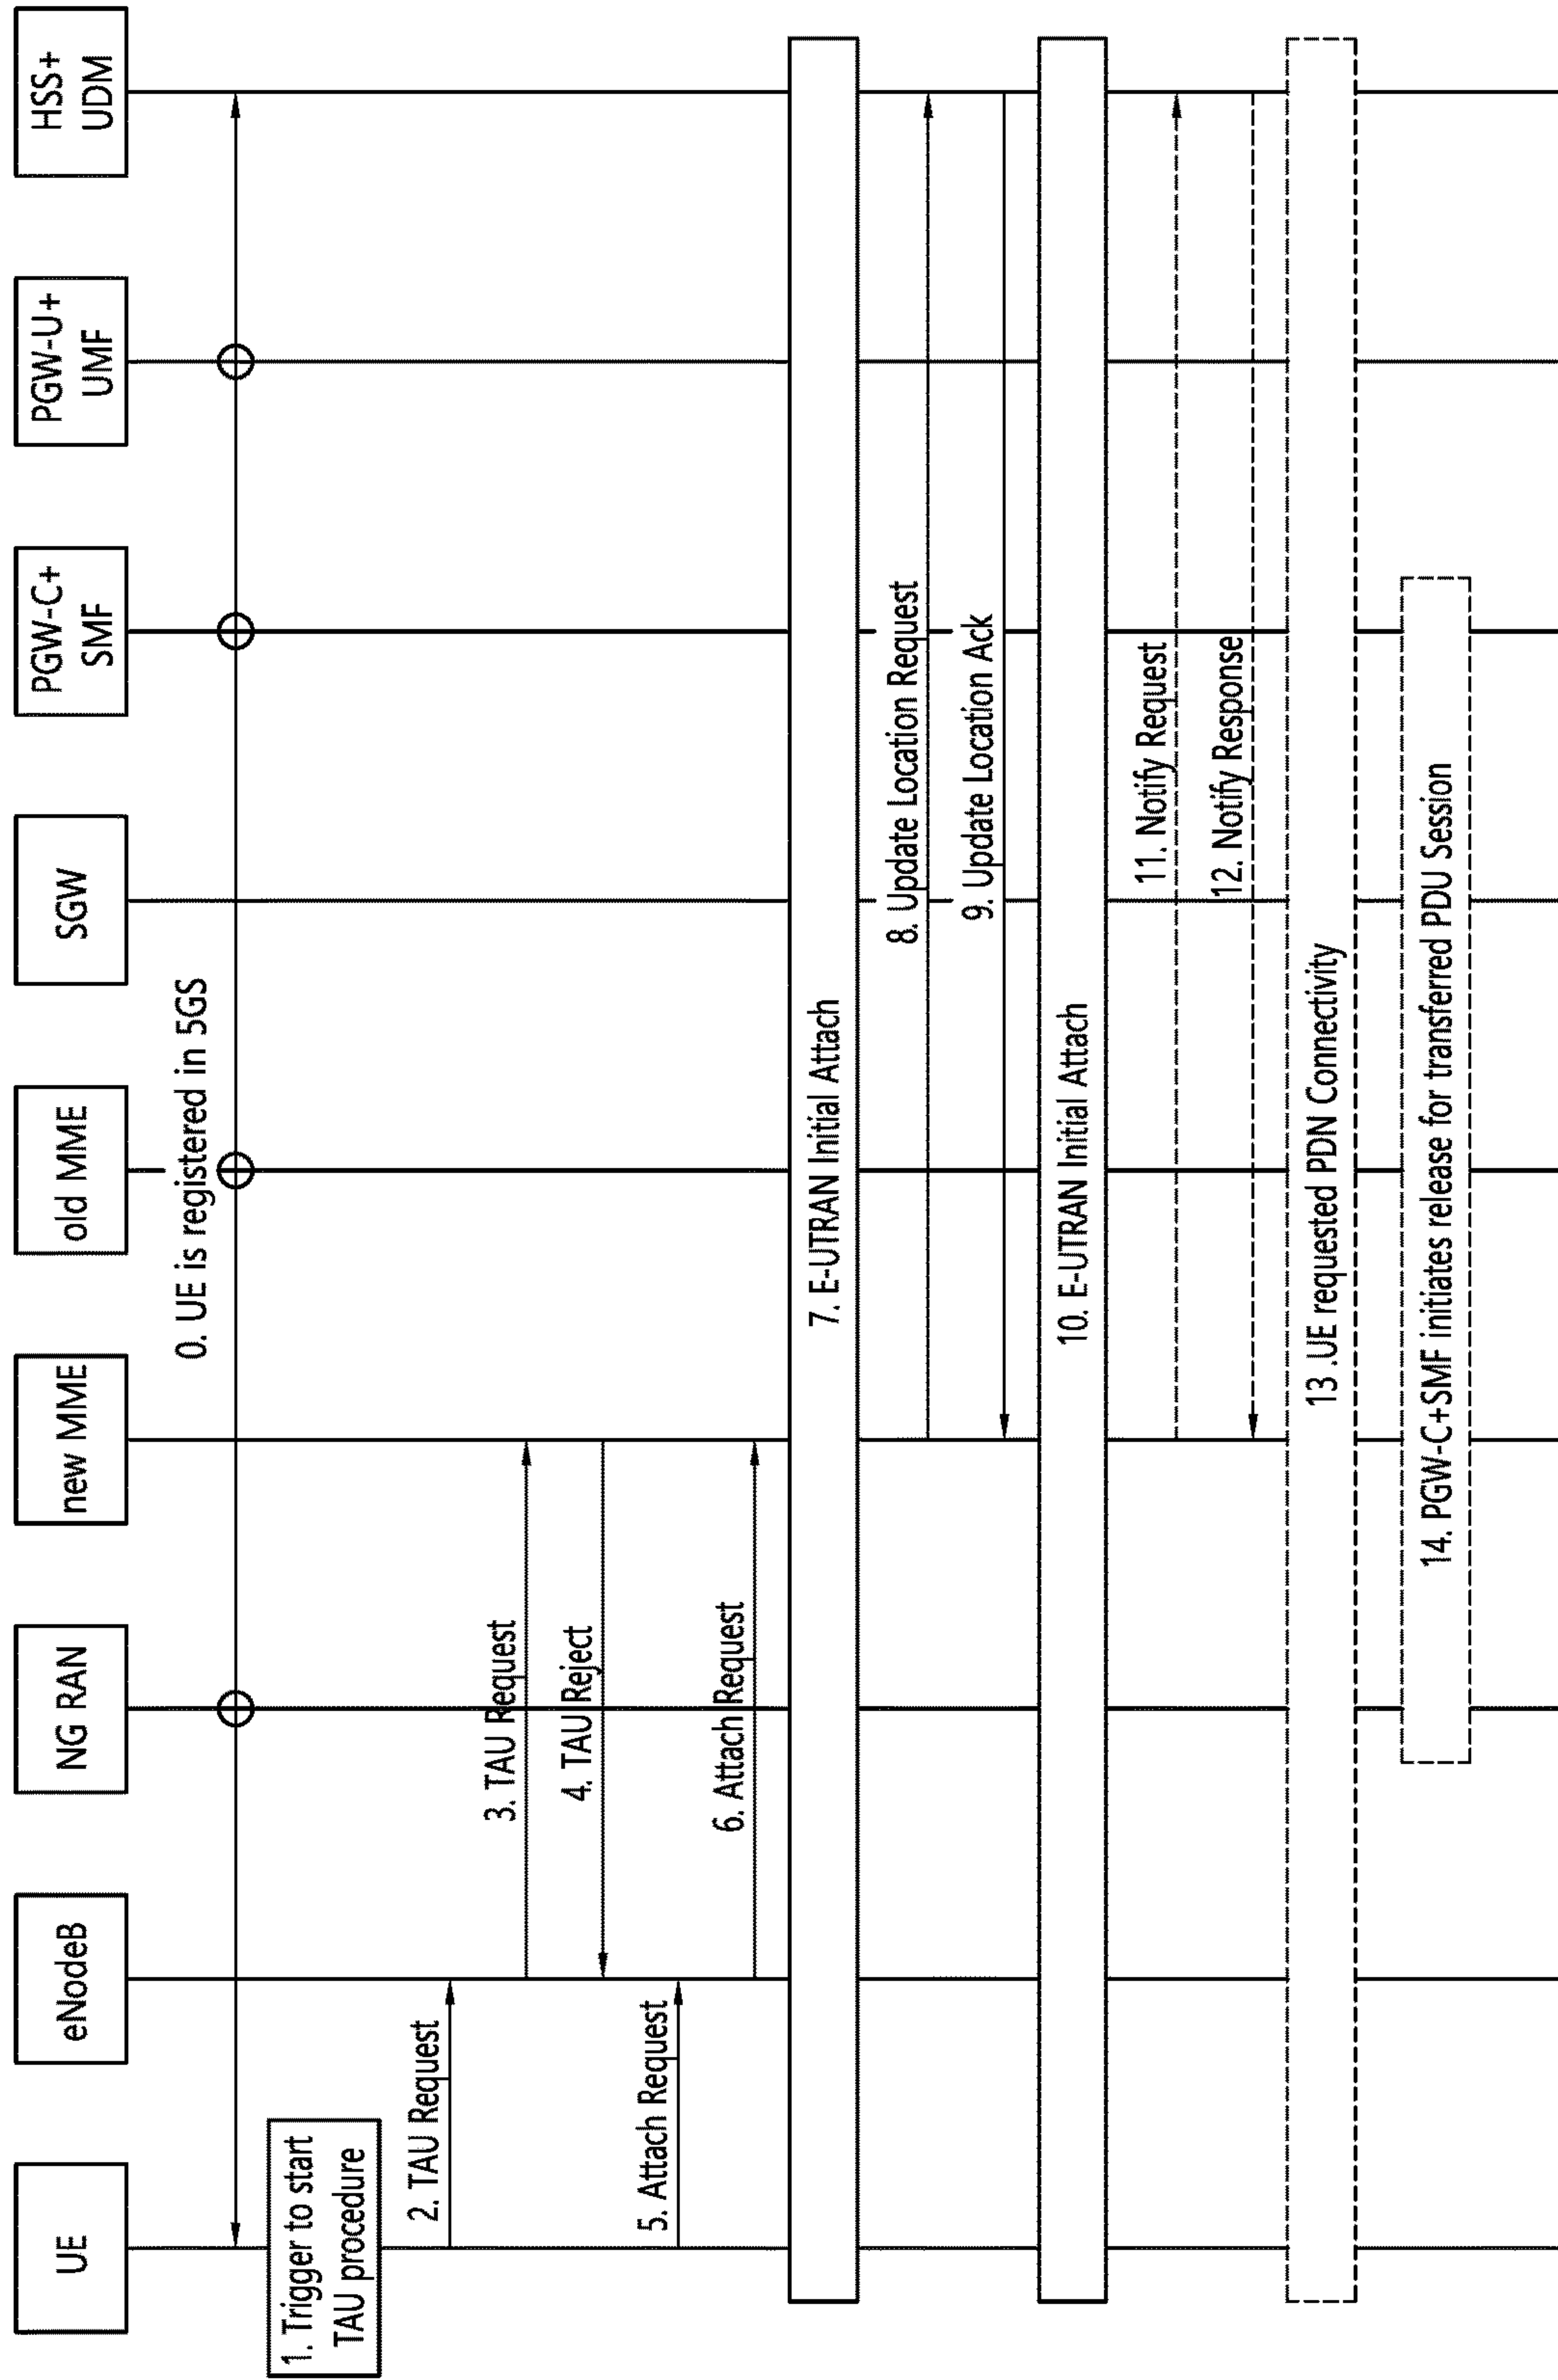 UE
eNodeB
NG RAN
new MME
old MME
SGW
PGW-C+
SMF
PGW-U+
UMF
HSS+
UDM
0. UE is registered in 5GS
1. Trigger to start
TAU procedure
2. TAU Request
3. TAU Request
4. TAU Reject
5. Attach Request
6. Attach Request
7. E-UTRAN Initial Attach
8. Update Location Request
9. Update Location Ack
10. E-UTRAN Initial Attach
11. Notify Request
12. Notify Response
13 .UE requested PDN Connectivity
14. PGW-C+SMF initiates release for transferred PDU Session